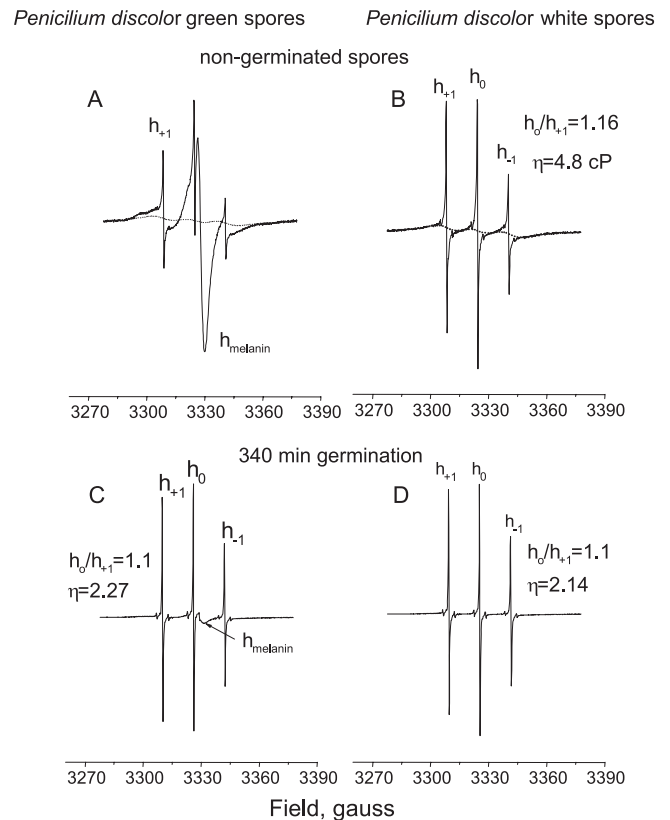 Penicilium discolor green spores
Penicilium discolor white spores
non-germinated spores
A
h+1
hmelanin
3270 3300 3330 3360 3390
B
h+1
h0
h-1
ho/h+1=1.16
η=4.8 cP
3270 3300 3330 3360 3390
340 min germination
C
h+1
h0
h-1
ho/h+1=1.1
η=2.27
hmelanin
3270 3300 3330 3360 3390
D
h+1
h0
h-1
ho/h+1=1.1
η=2.14
3270 3300 3330 3360 3390
Field, gauss